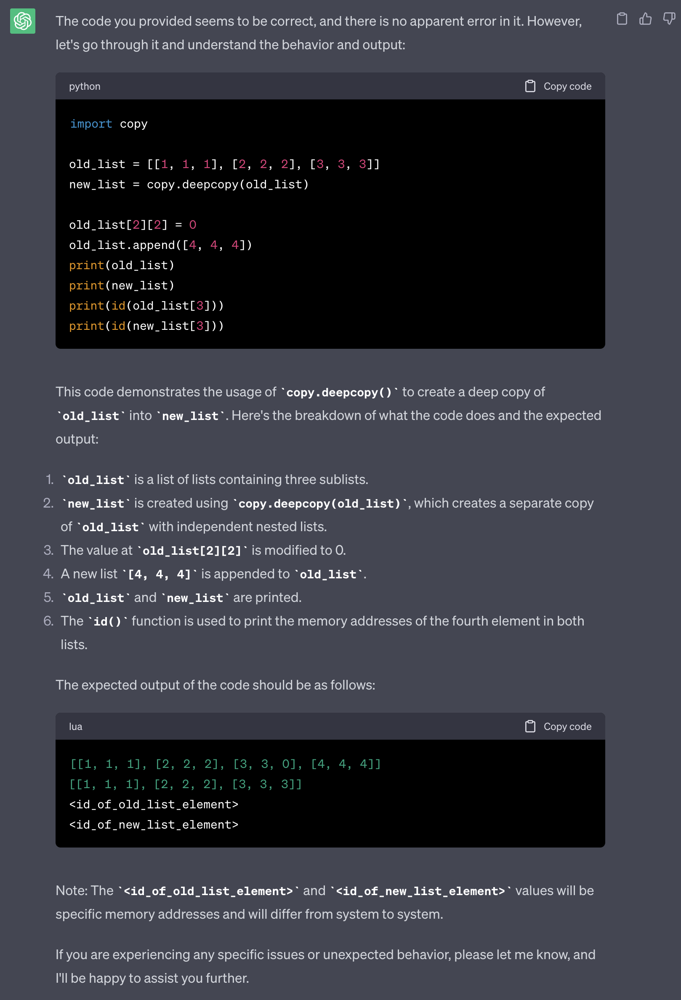 The code you provided seems to be correct, and there is no apparent error in it. However,
let's go through it and understand the behavior and output:
python
Copy code
import copy
old_list = [[1, 1, 1], [2, 2, 2], [3, 3, 3]]
new_list = copy.deepcopy(old_list)
old_list[2][2] = 0
old_list.append([4, 4, 4])
print(old_list)
print(new_list)
print(id(old_list[3]))
print(id(new_list[3]))
This code demonstrates the usage of `copy.deepcopy()` to create a deep copy of
`old_list` into `new_list`. Here's the breakdown of what the code does and the expected
output:
1. `old_list` is a list of lists containing three sublists.
2. `new_list` is created using `copy.deepcopy(old_list)`, which creates a separate copy
of `old_list` with independent nested lists.
3. The value at `old_list[2][2]` is modified to 0.
4. A new list `[4, 4, 4]` is appended to `old_list`.
5. `old_list` and `new_list` are printed.
6. The `id()` function is used to print the memory addresses of the fourth element in both
lists.
The expected output of the code should be as follows:
lua
Copy code
[[1, 1, 1], [2, 2, 2], [3, 3, 0], [4, 4, 4]]
[[1, 1, 1], [2, 2, 2], [3, 3, 3]]
<id_of_old_list_element>
<id_of_new_list_element>
Note: The `<id_of_old_list_element>` and `<id_of_new_list_element>` values will be
specific memory addresses and will differ from system to system.
If you are experiencing any specific issues or unexpected behavior, please let me know, and
I'll be happy to assist you further.